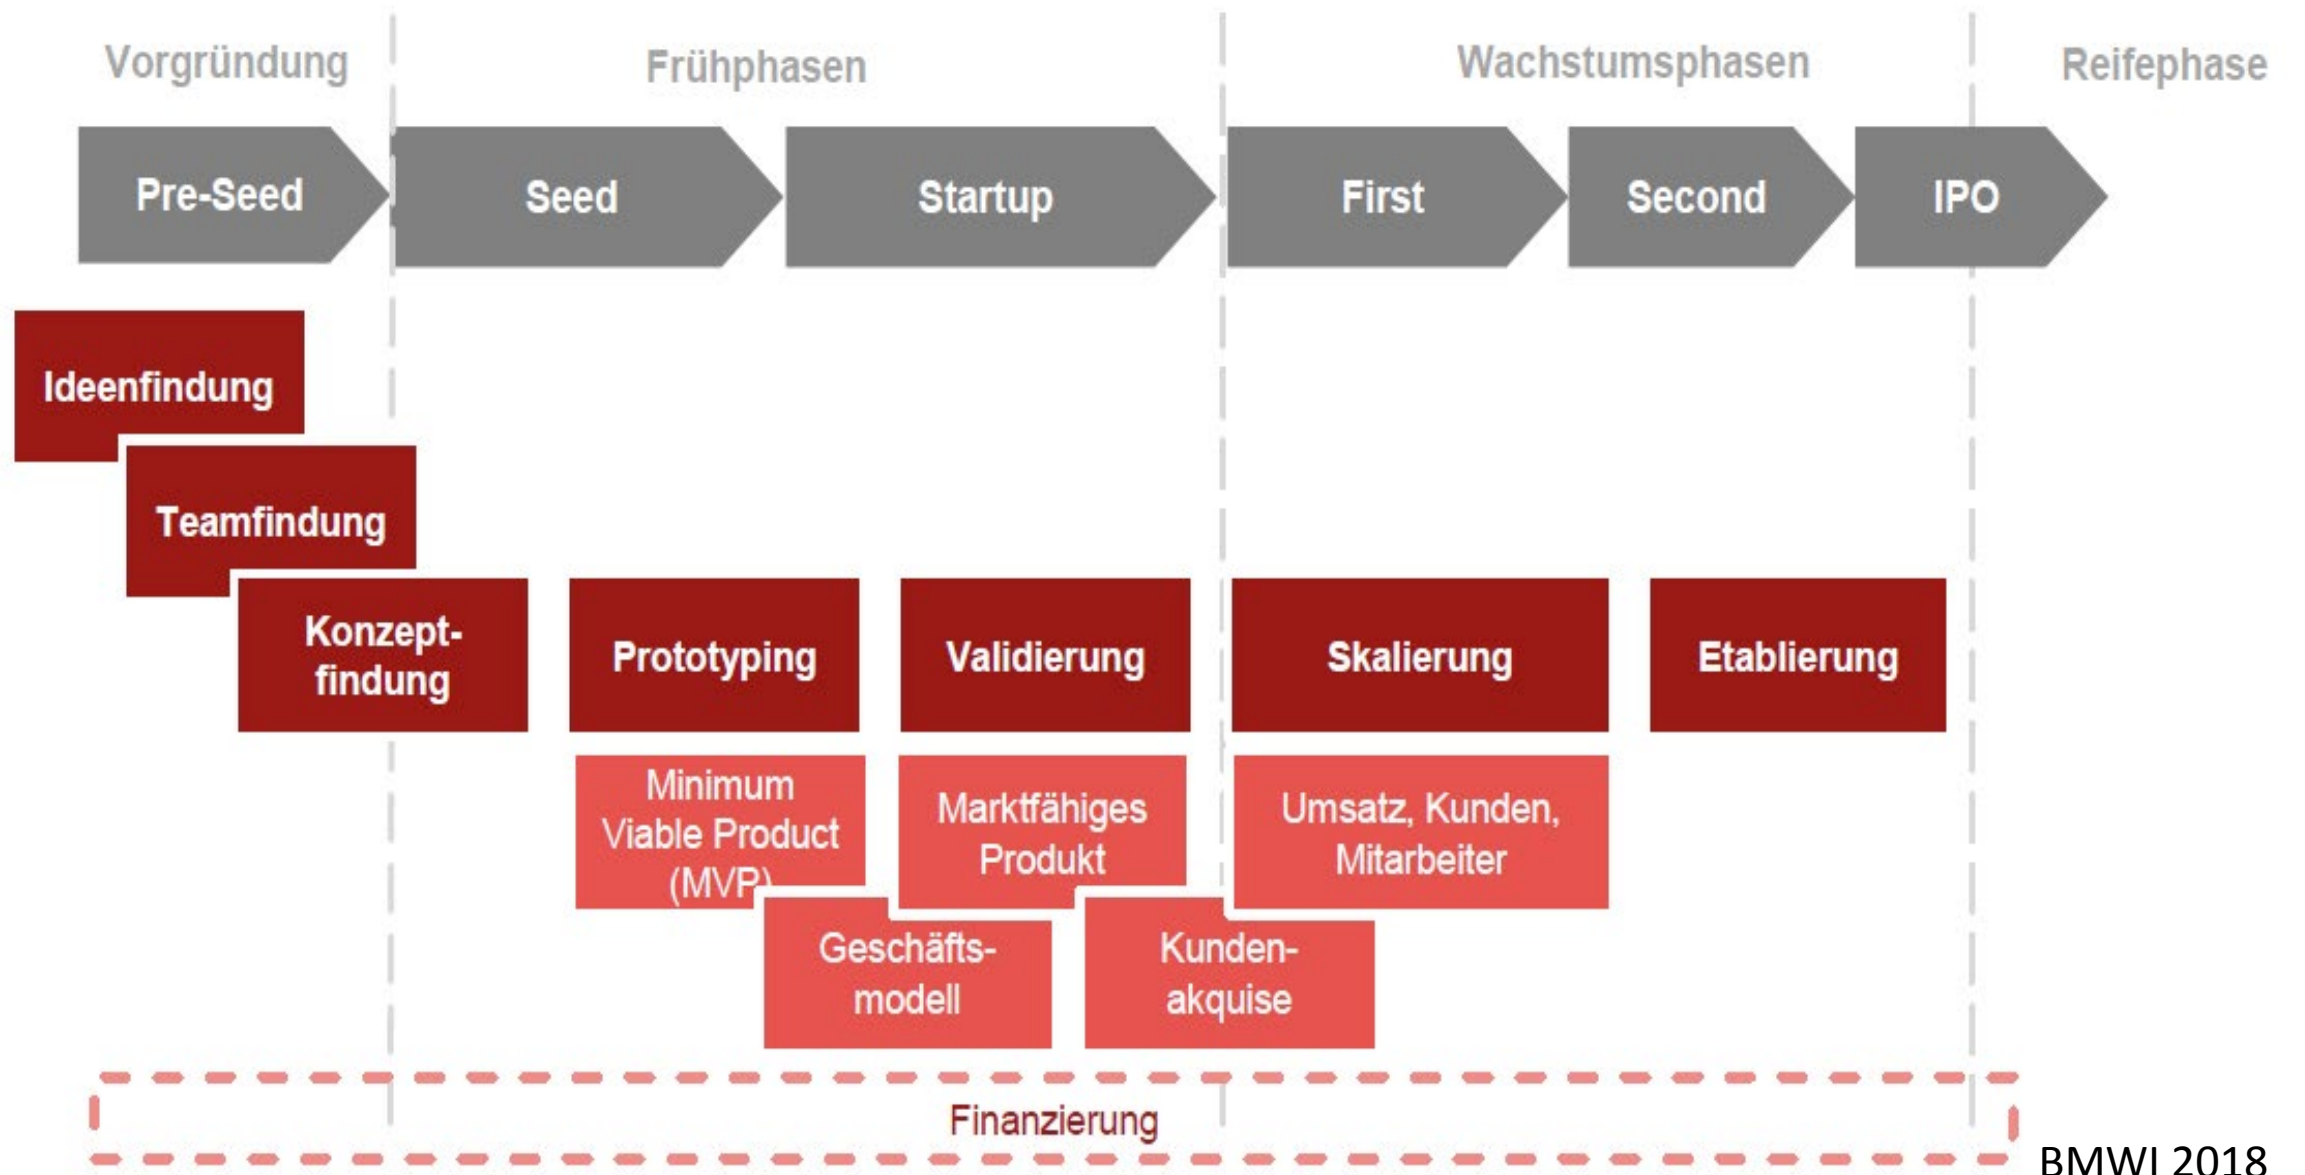 Vorgründung
Frühphasen
Wachstumsphasen
Reifephase
Pre-Seed
Seed
Startup
First
Second
IPO
Ideenfindung
Teamfindung
Konzept-
findung
Prototyping
Validierung
Skalierung
Etablierung
Minimum
Viable Product
(MVP)
Marktfähiges
Produkt
Umsatz, Kunden,
Mitarbeiter
Geschäfts-
modell
Kunden-
akquise
Finanzierung
BMWI 2018